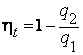 η_t = 1 - q_2/q_1